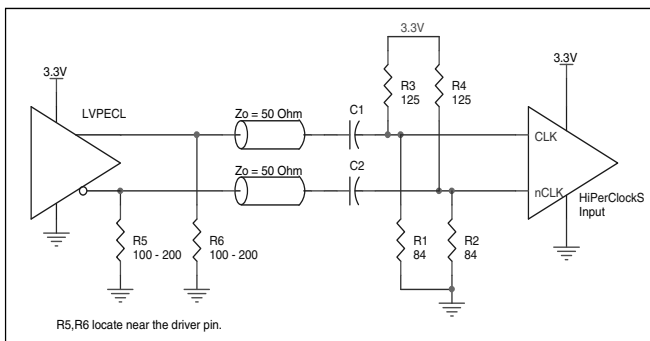 3.3V
3.3V
3.3V
R3
125
R4
125
LVPECL
Zo = 50 Ohm
C1
CLK
Zo = 50 Ohm
C2
nCLK
HiPerClockS
Input
R5
100 - 200
R6
100 - 200
R1
84
R2
84
R5,R6 locate near the driver pin.